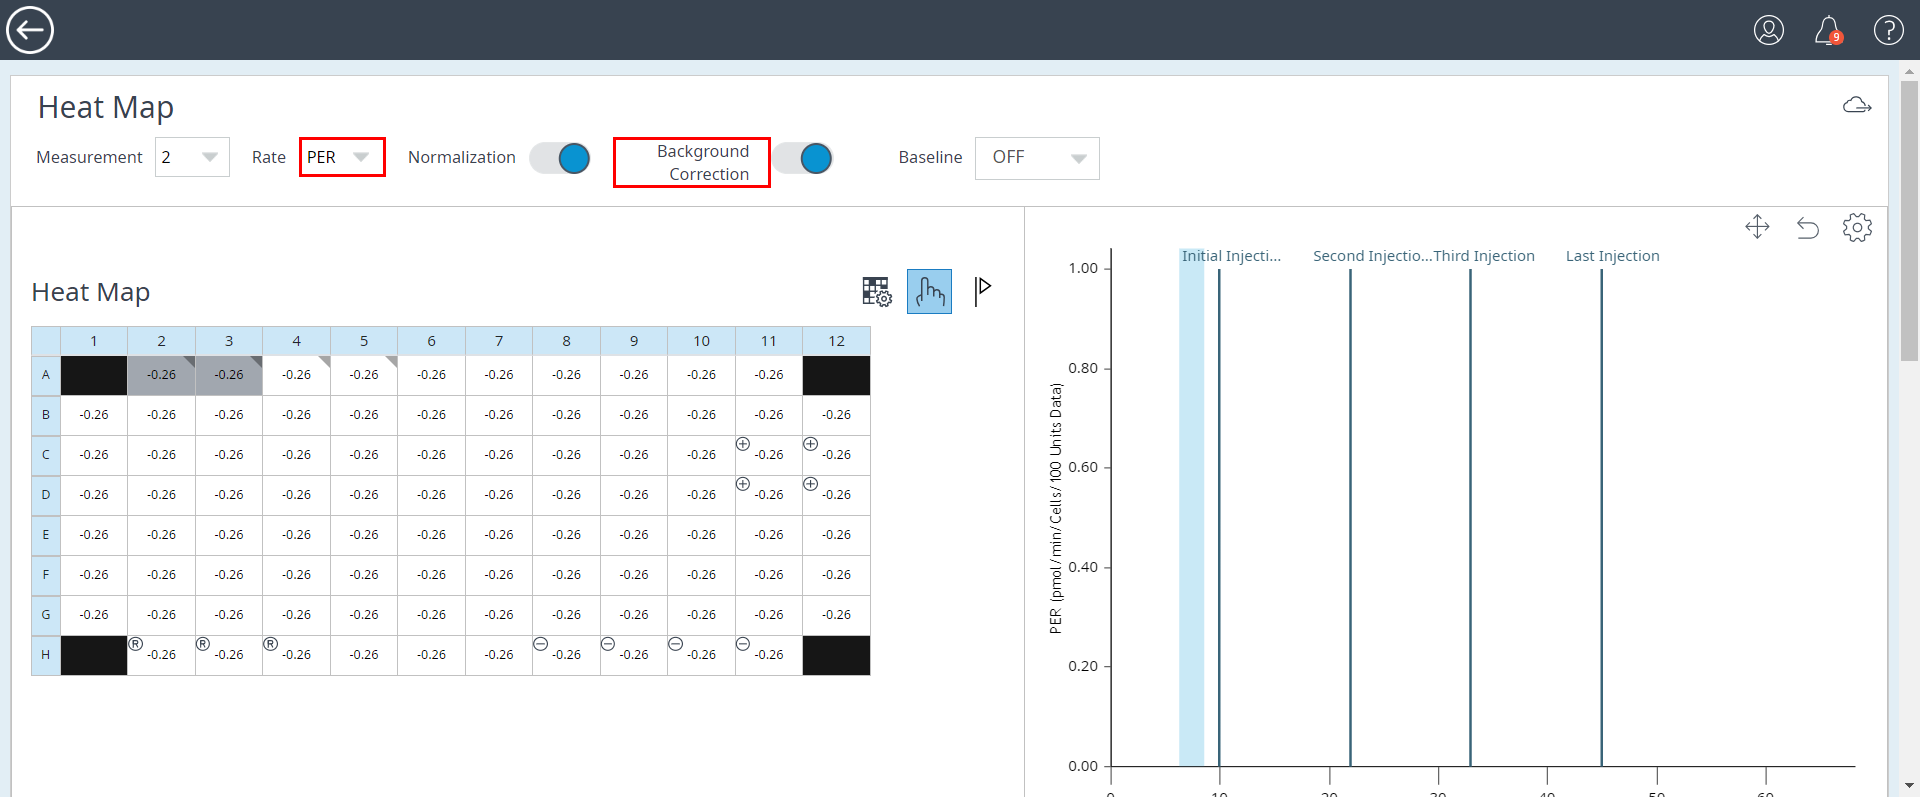 9
?
Heat Map
Measurement 2 Rate PER Normalization Background Correction Baseline OFF
Initial Injecti... Second Injectio... Third Injection Last Injection
Heat Map
1 2 3 4 5 6 7 8 9 10 11 12
A -0.26 -0.26 -0.26 -0.26 -0.26 -0.26 -0.26 -0.26 -0.26 -0.26
B -0.26 -0.26 -0.26 -0.26 -0.26 -0.26 -0.26 -0.26 -0.26 -0.26 -0.26 -0.26
C -0.26 -0.26 -0.26 -0.26 -0.26 -0.26 -0.26 -0.26 -0.26 -0.26 + -0.26 + -0.26
D -0.26 -0.26 -0.26 -0.26 -0.26 -0.26 -0.26 -0.26 -0.26 -0.26 + -0.26 + -0.26
E -0.26 -0.26 -0.26 -0.26 -0.26 -0.26 -0.26 -0.26 -0.26 -0.26 -0.26 -0.26
F -0.26 -0.26 -0.26 -0.26 -0.26 -0.26 -0.26 -0.26 -0.26 -0.26 -0.26 -0.26
G -0.26 -0.26 -0.26 -0.26 -0.26 -0.26 -0.26 -0.26 -0.26 -0.26 -0.26 -0.26
H ® -0.26 ® -0.26 ® -0.26 -0.26 -0.26 -0.26 − -0.26 − -0.26 − -0.26 − -0.26
PER (pmol/min/Cells/100 Units Data)
1.00
0.80
0.60
0.40
0.20
0.00
0 10 20 30 40 50 60